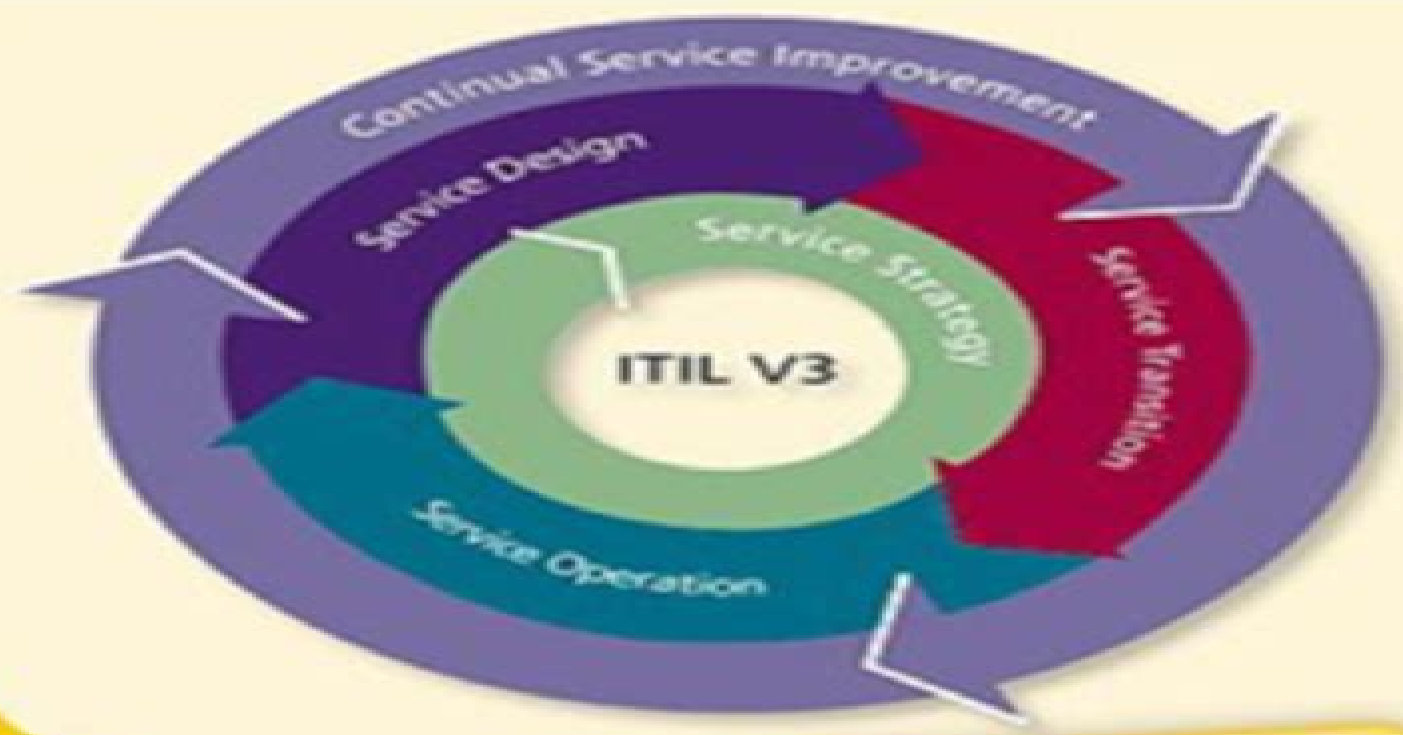 Continual Service Improvement
Service Design
Service Strategy
Service Transition
ITIL V3
Service Operation